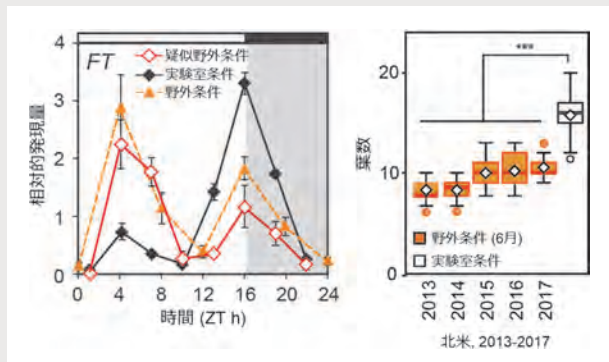 FT
疑似野外条件
実験室条件
野外条件
相対的発現量
4
3
2
1
0
0 4 8 12 16 20 24
時間 (ZT h)
***
葉数
20
10
0
野外条件 (6月)
実験室条件
2013 2014 2015 2016 2017
北米, 2013-2017